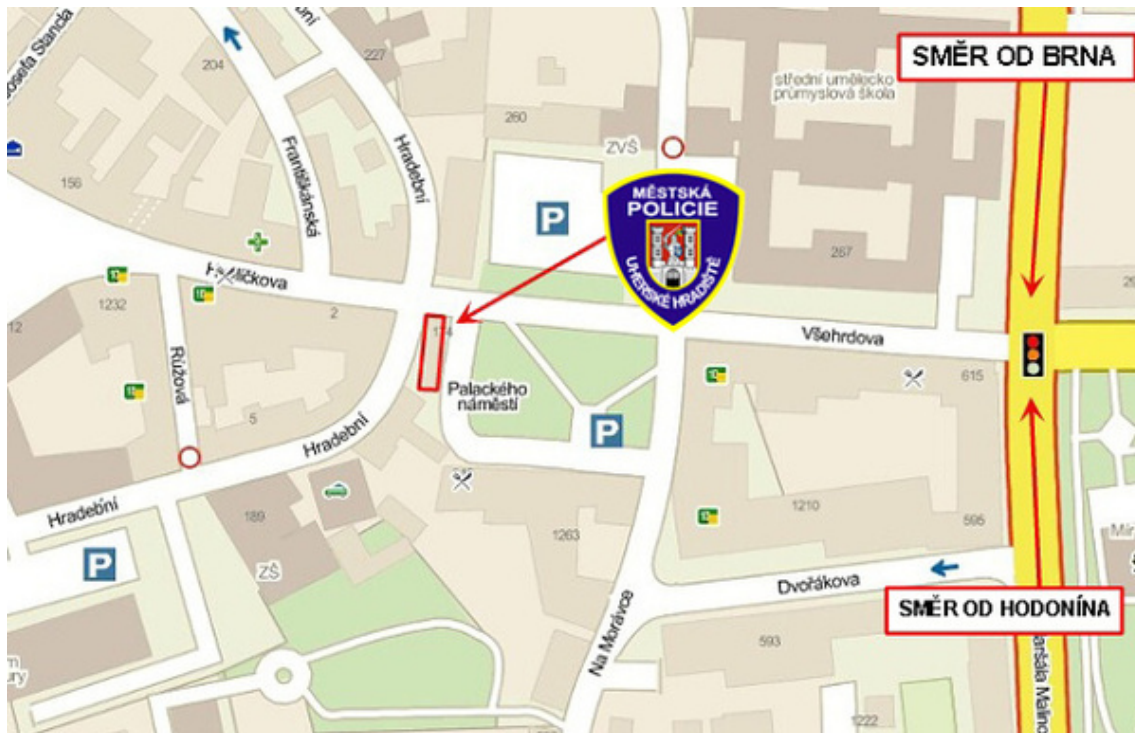 Josefa Stancla
204
227
Hradební
Františkánská
156
260
ZVŠ
střední umělecko
průmyslová škola
SMĚR OD BRNA
MĚSTSKÁ
POLICIE
UHERSKÉ HRADIŠTĚ
P
267
1232
2
174
Všehrdova
12
Růžová
5
Palackého
náměstí
615
P
Hradební
Hradební
189
ZŠ
P
1263
1210
595
Dvořákova
SMĚR OD HODONÍNA
Na Morávce
593
1222